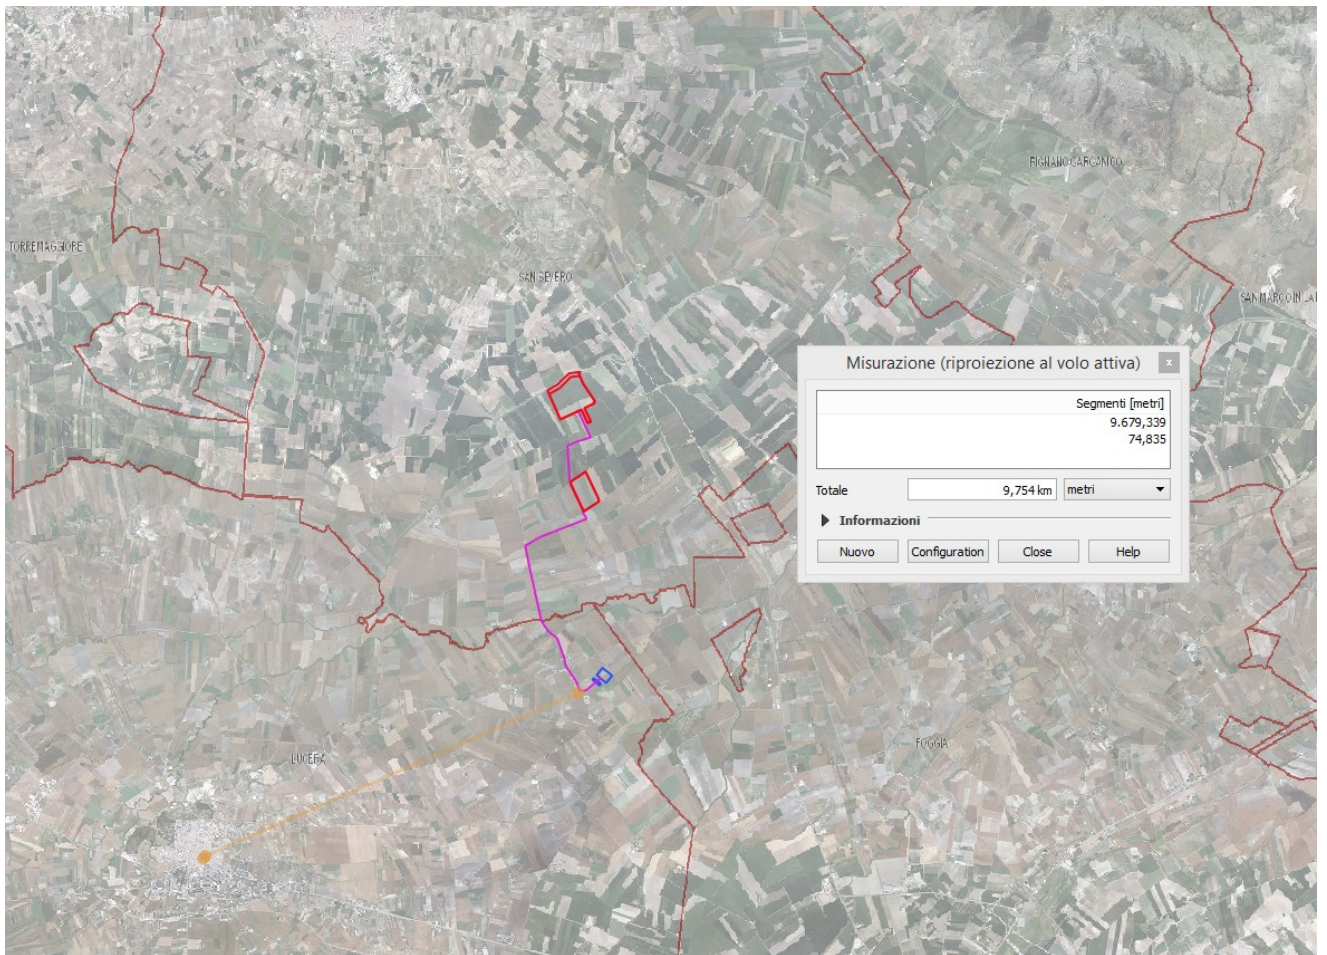 RIGNANO GARGANICO
TORREMAGGIORE
SAN SEVERO
SAN MARCO IN LA
Misurazione (riproiezione al volo attiva)
x
Segmenti [metri]
9.679,339
74,835
Totale
9,754 km
metri
Informazioni
Nuovo
Configuration
Close
Help
FOGGIA
LUCERA